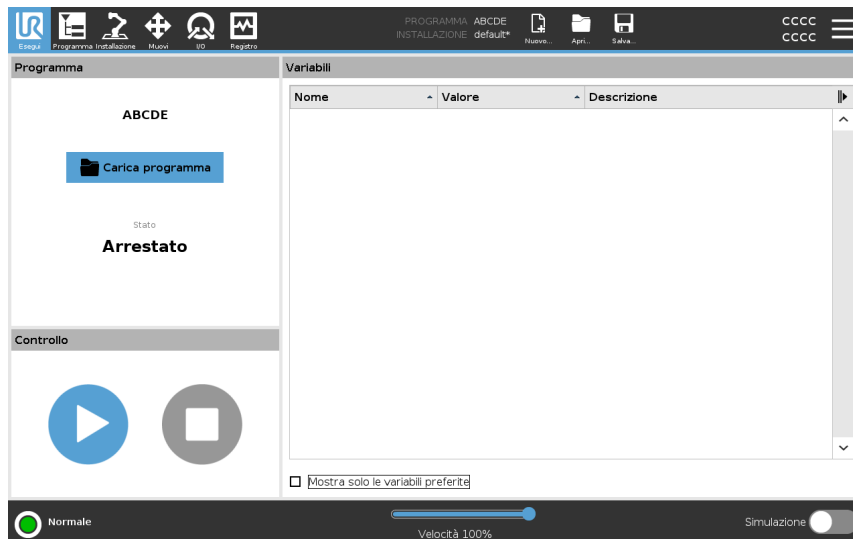 UR
Esegui Programma Installazione Muovi I/O Registro
PROGRAMMA ABCDE
INSTALLAZIONE default*
Nuovo... Apri... Salva...
CCCC
CCCC
Programma
ABCDE
Carica programma
Stato
Arrestato
Controllo
Variabili
Nome Valore Descrizione
Mostra solo le variabili preferite
Normale
Velocità 100%
Simulazione